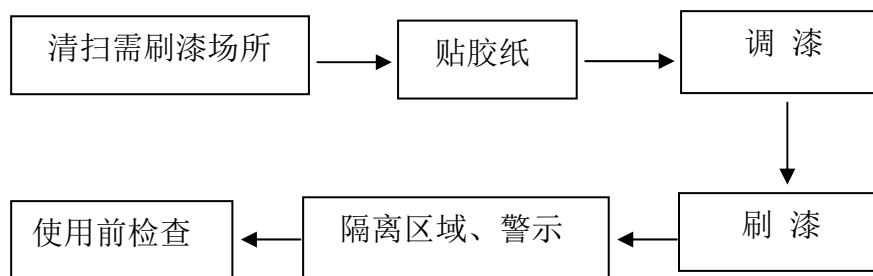 清扫需刷漆场所
贴胶纸
调 漆
刷 漆
隔离区域、警示
使用前检查